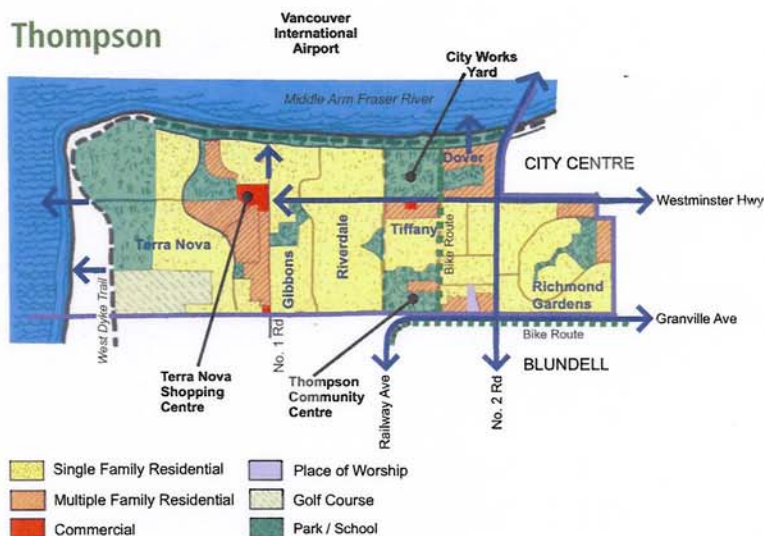 Thompson
Vancouver
International
Airport
City Works
Yard
Middle Arm Fraser River
Dover
CITY CENTRE
Westminster Hwy
Terra Nova
Gibbons
Riverdale
Tiffany
Bike Route
Richmond
Gardens
West Dyke Trail
No. 1 Rd
Granville Ave
Bike Route
BLUNDELL
Terra Nova
Shopping
Centre
Thompson
Community
Centre
Railway Ave
No. 2 Rd
Single Family Residential
Place of Worship
Multiple Family Residential
Golf Course
Commercial
Park / School